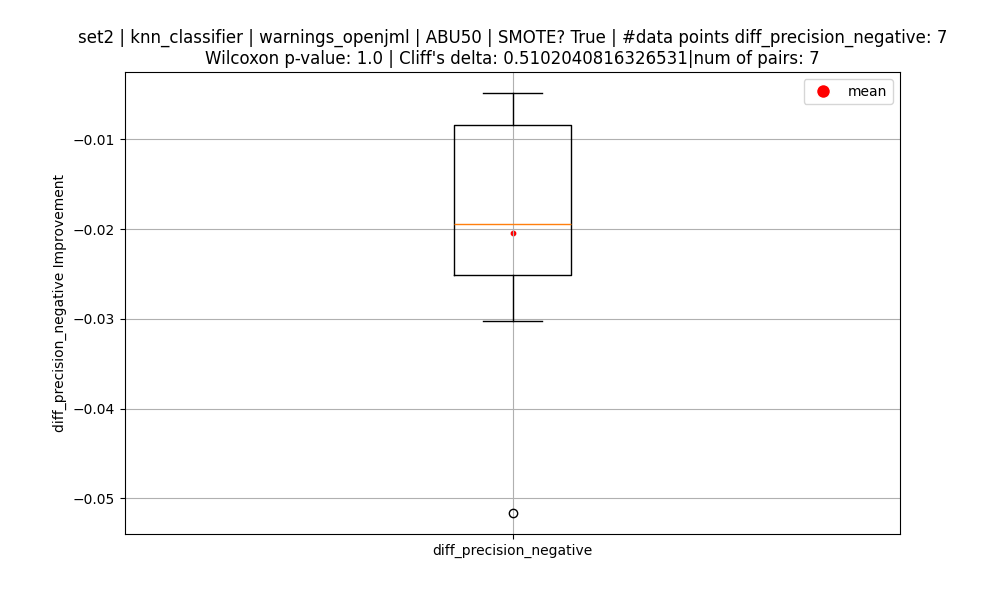 set2 | knn_classifier | warnings_openjml | ABU50 | SMOTE? True | #data points diff_precision_negative: 7
Wilcoxon p-value: 1.0 | Cliff's delta: 0.5102040816326531|num of pairs: 7
mean
−0.01
−0.02
−0.03
−0.04
−0.05
diff_precision_negative Improvement
diff_precision_negative